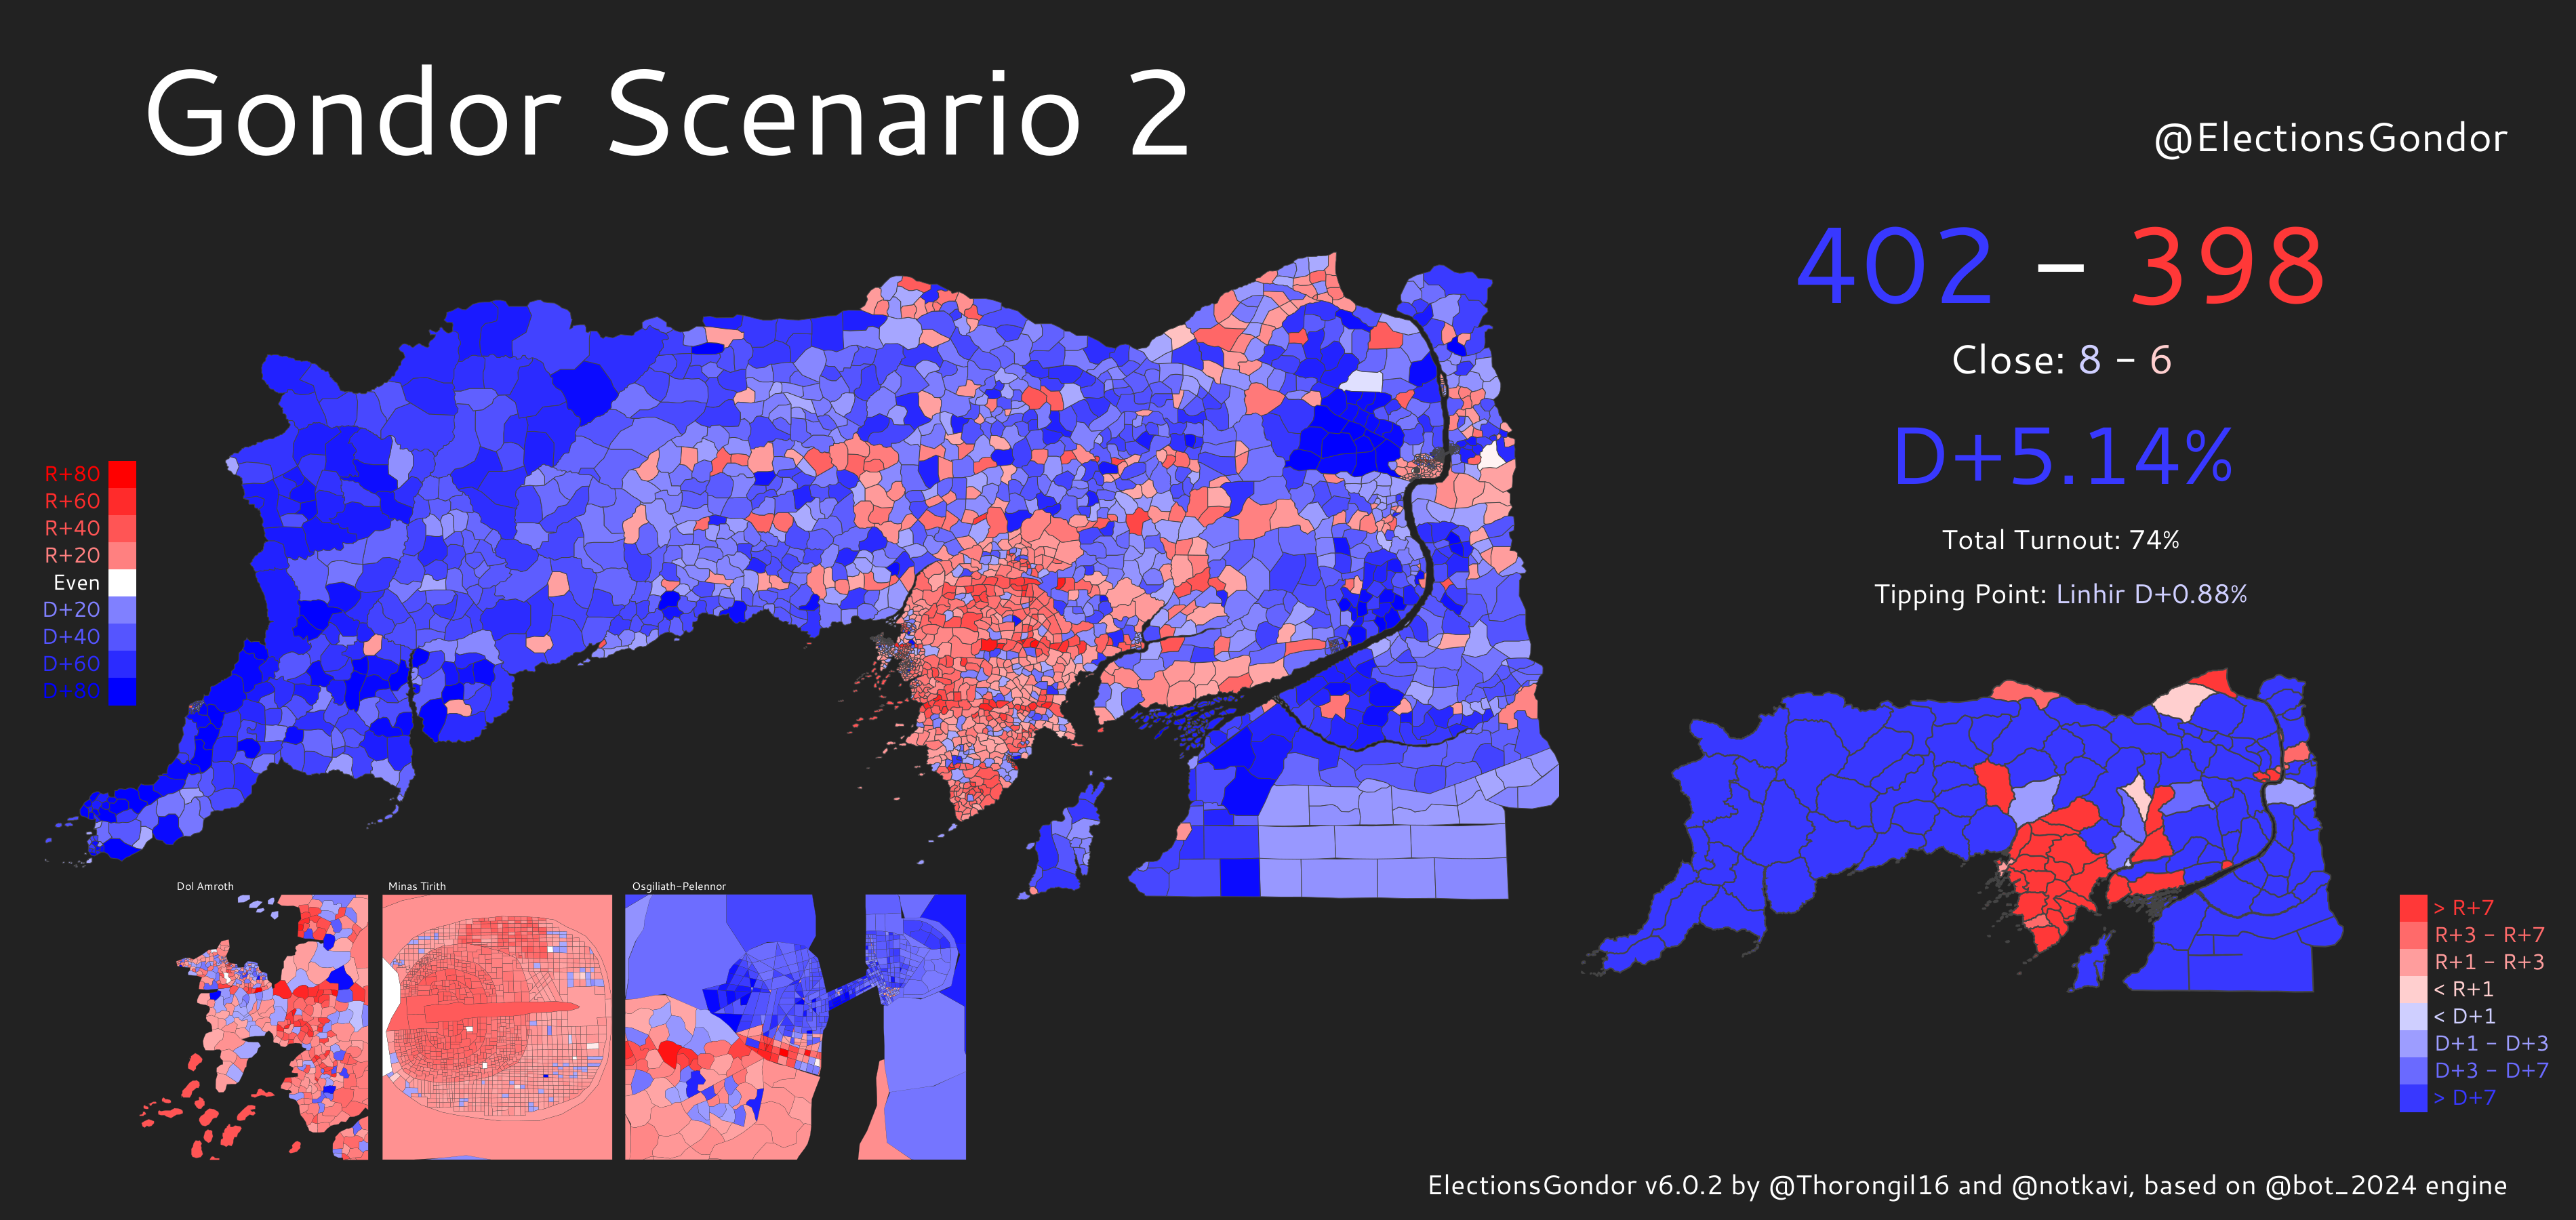 Gondor Scenario 2
@ElectionsGondor
402 – 398
Close: 8 – 6
D+5.14%
Total Turnout: 74%
Tipping Point: Linhir D+0.88%
R+80
R+60
R+40
R+20
Even
D+20
D+40
D+60
D+80
Dol Amroth
Minas Tirith
Osgiliath-Pelennor
> R+7
R+3 – R+7
R+1 – R+3
< R+1
< D+1
D+1 – D+3
D+3 – D+7
> D+7
ElectionsGondor v6.0.2 by @Thorongil16 and @notkavi, based on @bot_2024 engine